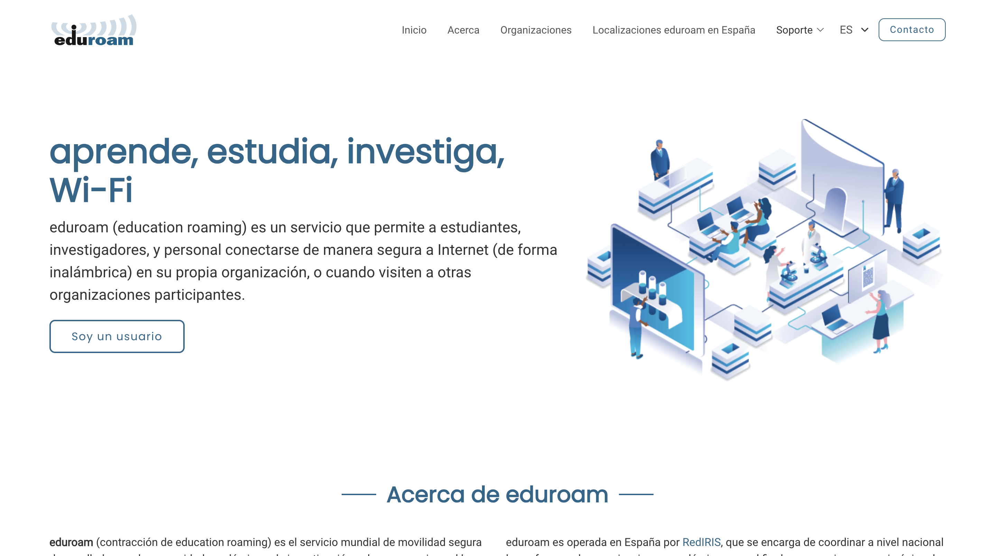 eduroam
Inicio
Acerca
Organizaciones
Localizaciones eduroam en España
Soporte
ES
Contacto
aprende, estudia, investiga,
Wi-Fi
eduroam (education roaming) es un servicio que permite a estudiantes,
investigadores, y personal conectarse de manera segura a Internet (de forma
inalámbrica) en su propia organización, o cuando visiten a otras
organizaciones participantes.
Soy un usuario
Acerca de eduroam
eduroam (contracción de education roaming) es el servicio mundial de movilidad segura
eduroam es operada en España por RedIRIS, que se encarga de coordinar a nivel nacional